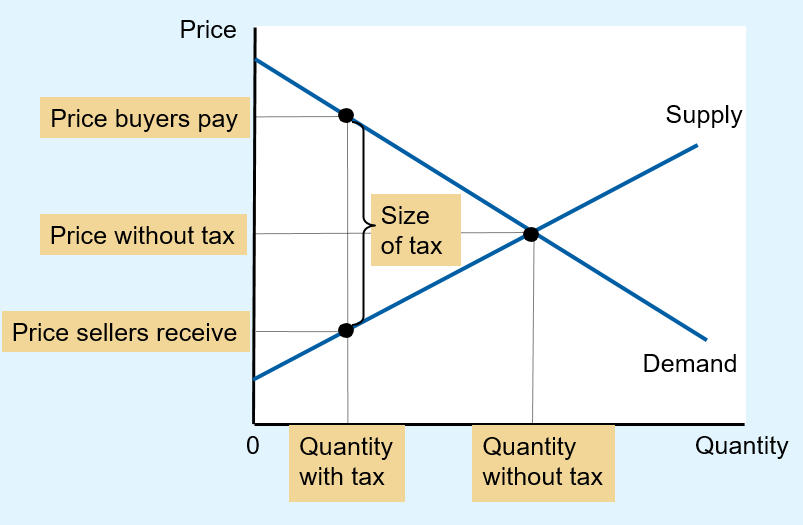 Price
Price buyers pay
Supply
Size
of tax
Price without tax
Price sellers receive
Demand
0
Quantity
with tax
Quantity
without tax
Quantity